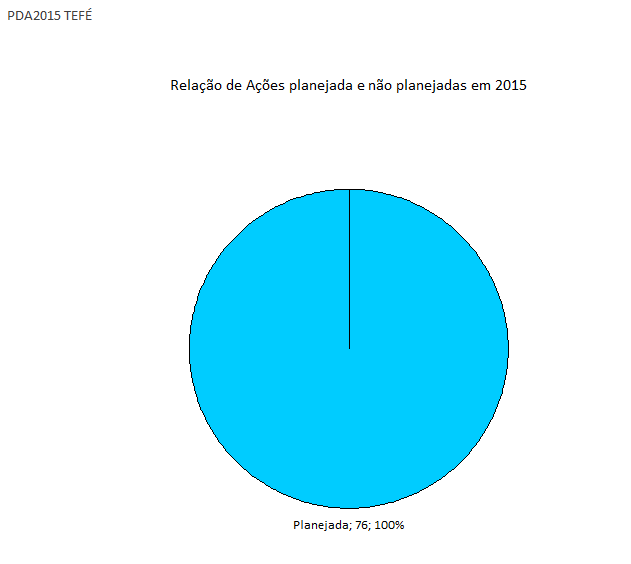 PDA2015 TEFÉ
Relação de Ações planejada e não planejadas em 2015
Planejada; 76; 100%